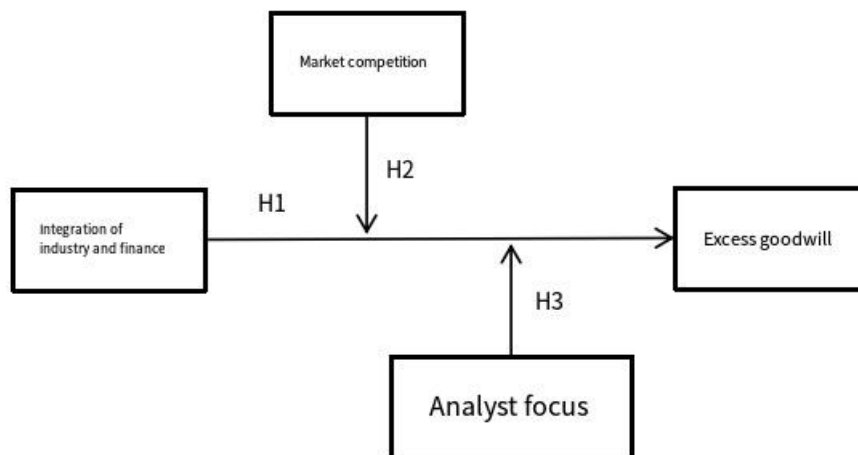 Market competition
H2
H1
Integration of
industry and finance
Excess goodwill
H3
Analyst focus